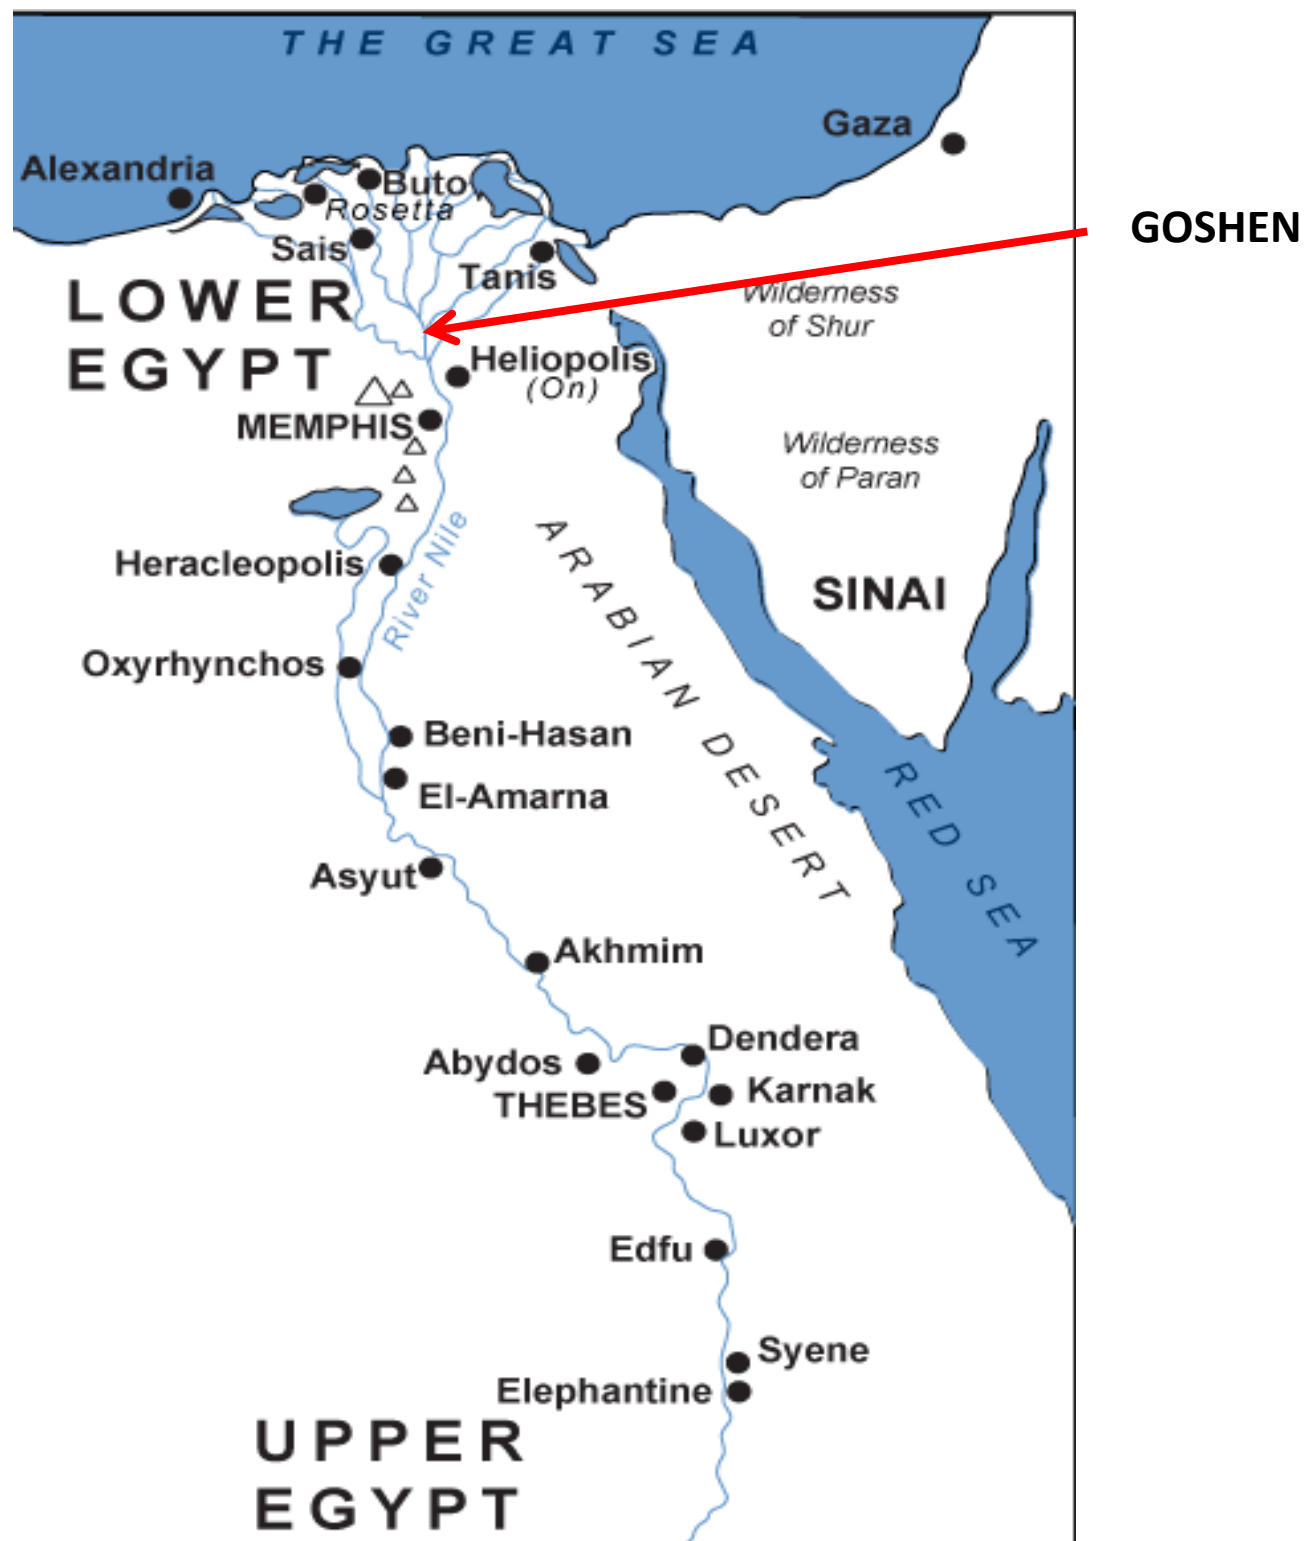 THE GREAT SEA
Gaza
Alexandria
Buto
Rosetta
GOSHEN
Sais
Tanis
LOWER
EGYPT
Wilderness
of Shur
Heliopolis
(On)
MEMPHIS
Wilderness
of Paran
River Nile
Heracleopolis
ARABIAN DESERT
SINAI
Oxyrhynchos
Beni-Hasan
El-Amarna
RED SEA
Asyut
Akhmim
Dendera
Abydos
Karnak
THEBES
Luxor
Edfu
Syene
Elephantine
UPPER
EGYPT